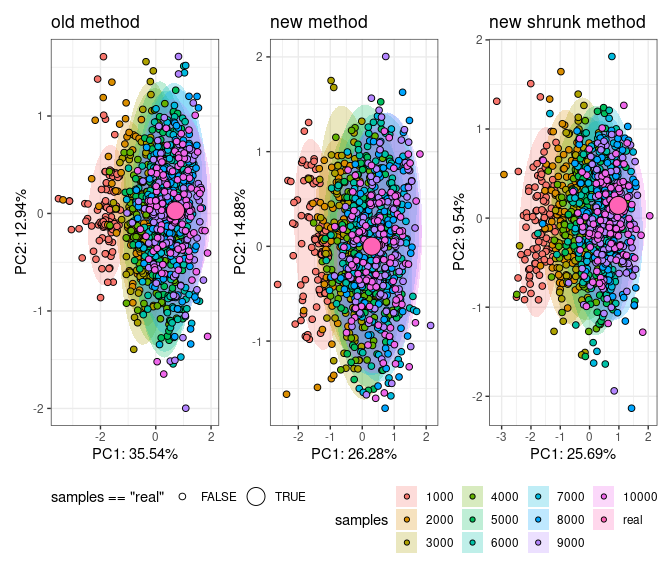 old method
new method
new shrunk method
PC2: 12.94%
1
0
-1
-2
-2
0
2
PC1: 35.54%
PC2: 14.88%
2
1
0
-1
-2
-1
0
1
2
PC1: 26.28%
PC2: 9.54%
2
1
0
-1
-2
-3
-2
-1
0
1
2
PC1: 25.69%
samples == "real"
FALSE
TRUE
samples
1000
2000
3000
4000
5000
6000
7000
8000
9000
10000
real